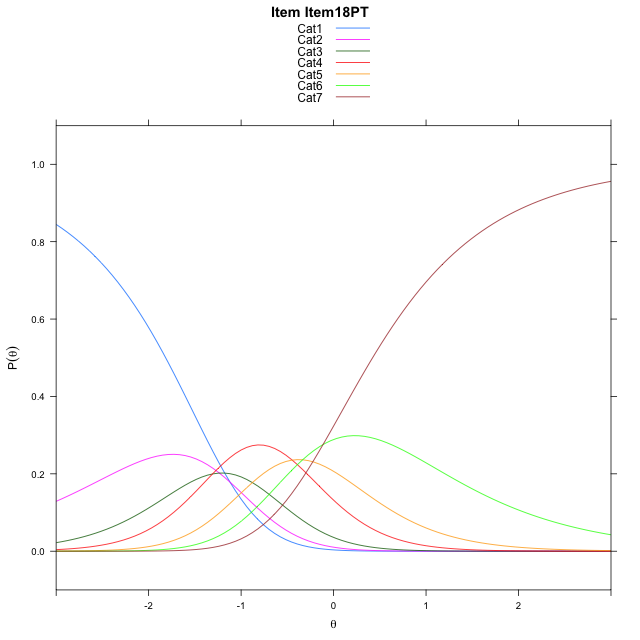 Item Item18PT
Cat1
Cat2
Cat3
Cat4
Cat5
Cat6
Cat7
1.0
0.8
0.6
0.4
0.2
0.0
P(θ)
-2 -1 0 1 2
θ